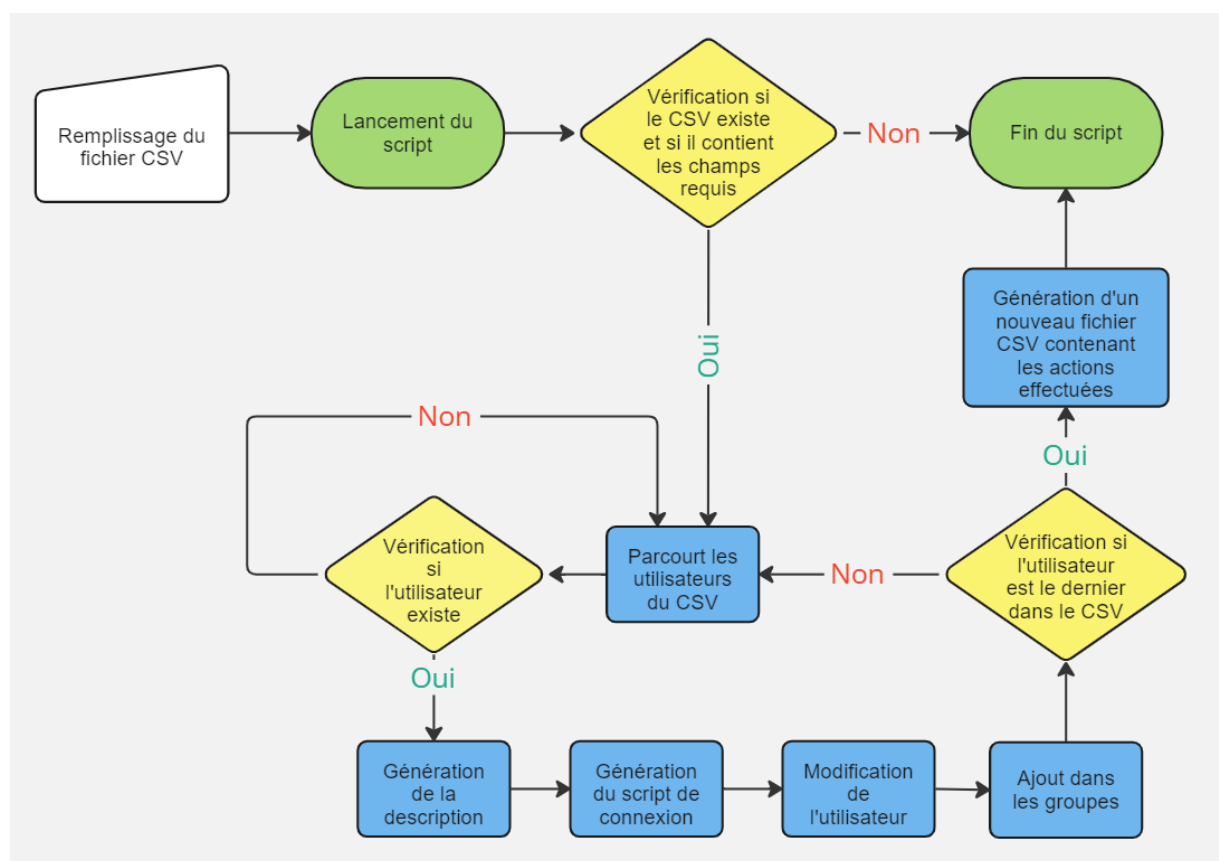 Remplissage du
fichier CSV
Lancement du
script
Vérification si
le CSV existe
et si il contient
les champs
requis
Non
Fin du script
Oui
Génération d'un
nouveau fichier
CSV contenant
les actions
effectuées
Oui
Non
Vérification
si
l'utilisateur
existe
Parcourt les
utilisateurs
du CSV
Non
Vérification si
l'utilisateur
est le dernier
dans le CSV
Oui
Génération
de la
description
Génération
du script de
connexion
Modification
de
l'utilisateur
Ajout dans
les groupes